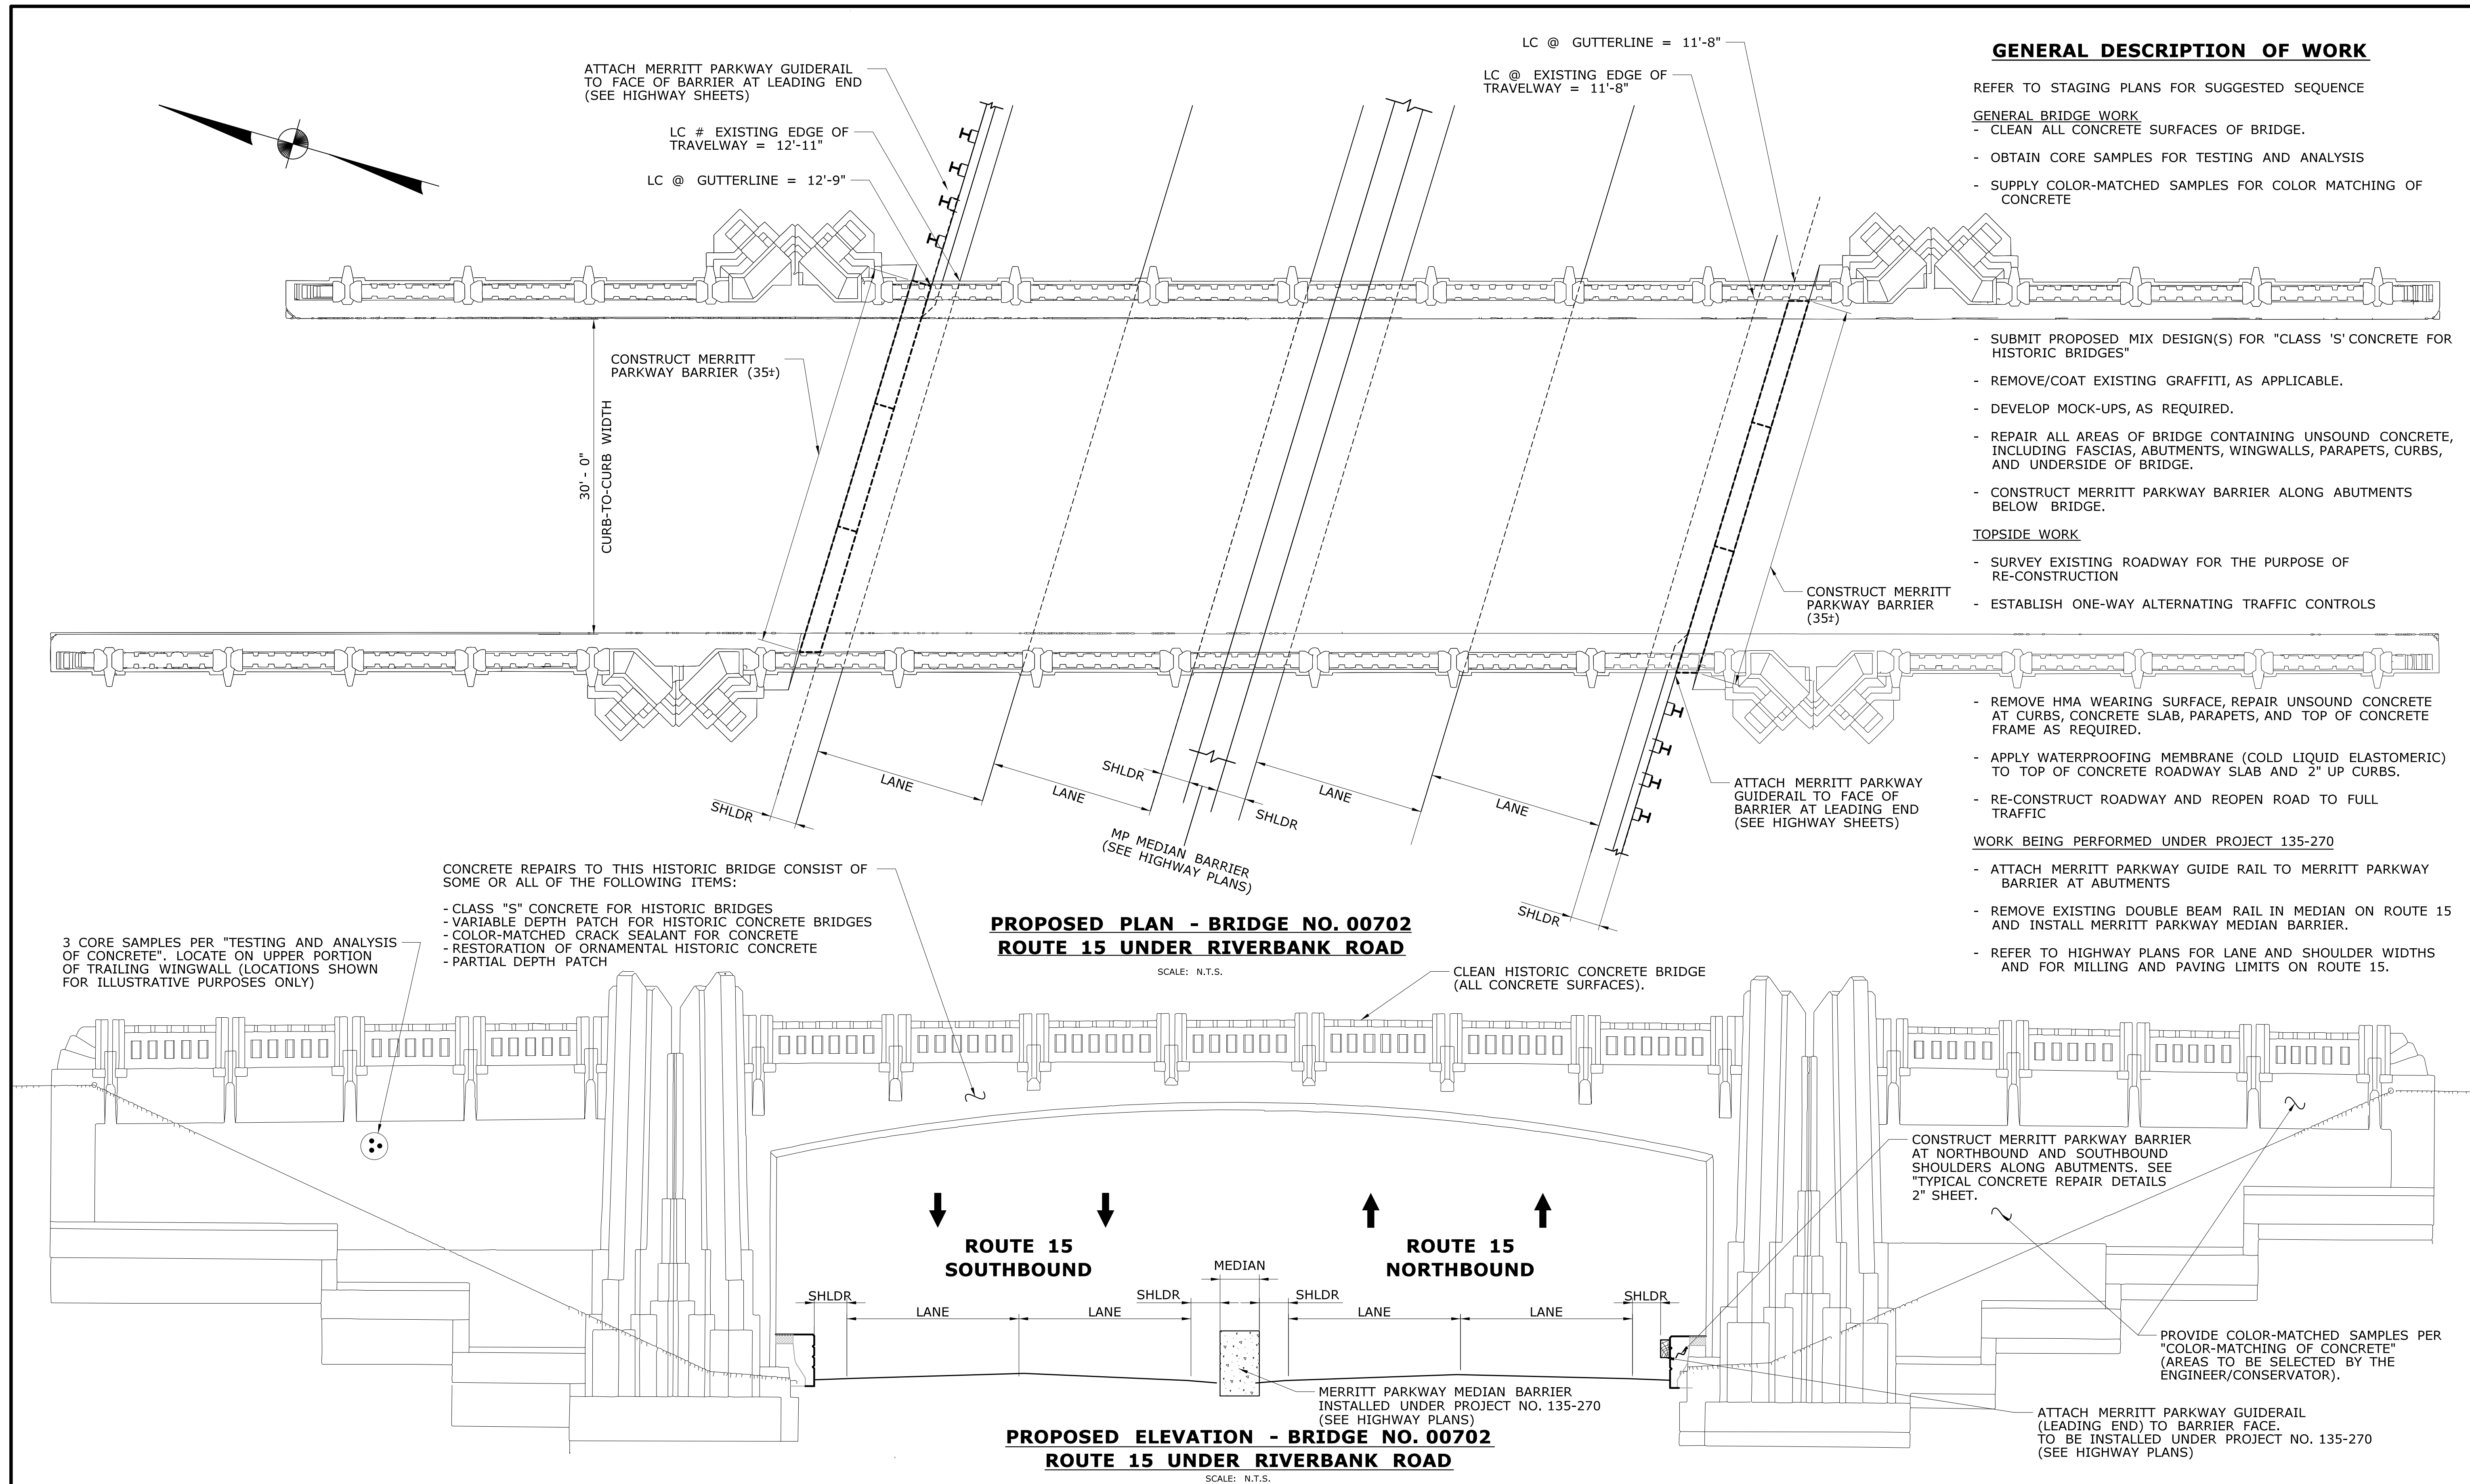 LC @ GUTTERLINE = 11'-8"
LC @ EXISTING EDGE OF
TRAVELWAY = 11'-8"
ATTACH MERRITT PARKWAY GUIDERAIL
TO FACE OF BARRIER AT LEADING END
(SEE HIGHWAY SHEETS)
LC # EXISTING EDGE OF
TRAVELWAY = 12'-11"
LC @ GUTTERLINE = 12'-9"
CONSTRUCT MERRITT
PARKWAY BARRIER (35'±)
30' - 0"
CURB-TO-CURB WIDTH
CONSTRUCT MERRITT
PARKWAY BARRIER
(35'±)
SHLDR
LANE
LANE
SHLDR
MP MEDIAN BARRIER
(SEE HIGHWAY PLANS)
SHLDR
LANE
LANE
SHLDR
ATTACH MERRITT PARKWAY
GUIDERAIL TO FACE OF
BARRIER AT LEADING END
(SEE HIGHWAY SHEETS)
PROPOSED PLAN - BRIDGE NO. 00702
ROUTE 15 UNDER RIVERBANK ROAD
SCALE: N.T.S.
GENERAL DESCRIPTION OF WORK
REFER TO STAGING PLANS FOR SUGGESTED SEQUENCE
GENERAL BRIDGE WORK
- CLEAN ALL CONCRETE SURFACES OF BRIDGE.
- OBTAIN CORE SAMPLES FOR TESTING AND ANALYSIS
- SUPPLY COLOR-MATCHED SAMPLES FOR COLOR MATCHING OF
CONCRETE
- SUBMIT PROPOSED MIX DESIGN(S) FOR "CLASS 'S' CONCRETE FOR
HISTORIC BRIDGES"
- REMOVE/COAT EXISTING GRAFFITI, AS APPLICABLE.
- DEVELOP MOCK-UPS, AS REQUIRED.
- REPAIR ALL AREAS OF BRIDGE CONTAINING UNSOUND CONCRETE,
INCLUDING FASCIAS, ABUTMENTS, WINGWALLS, PARAPETS, CURBS,
AND UNDERSIDE OF BRIDGE.
- CONSTRUCT MERRITT PARKWAY BARRIER ALONG ABUTMENTS
BELOW BRIDGE.
TOPSIDE WORK
- SURVEY EXISTING ROADWAY FOR THE PURPOSE OF
RE-CONSTRUCTION
- ESTABLISH ONE-WAY ALTERNATING TRAFFIC CONTROLS
- REMOVE HMA WEARING SURFACE, REPAIR UNSOUND CONCRETE
AT CURBS, CONCRETE SLAB, PARAPETS, AND TOP OF CONCRETE
FRAME AS REQUIRED.
- APPLY WATERPROOFING MEMBRANE (COLD LIQUID ELASTOMERIC)
TO TOP OF CONCRETE ROADWAY SLAB AND 2" UP CURBS.
- RE-CONSTRUCT ROADWAY AND REOPEN ROAD TO FULL
TRAFFIC
WORK BEING PERFORMED UNDER PROJECT 135-270
- ATTACH MERRITT PARKWAY GUIDE RAIL TO MERRITT PARKWAY
BARRIER AT ABUTMENTS
- REMOVE EXISTING DOUBLE BEAM RAIL IN MEDIAN ON ROUTE 15
AND INSTALL MERRITT PARKWAY MEDIAN BARRIER.
- REFER TO HIGHWAY PLANS FOR LANE AND SHOULDER WIDTHS
AND FOR MILLING AND PAVING LIMITS ON ROUTE 15.
CONCRETE REPAIRS TO THIS HISTORIC BRIDGE CONSIST OF
SOME OR ALL OF THE FOLLOWING ITEMS:
- CLASS "S" CONCRETE FOR HISTORIC BRIDGES
- VARIABLE DEPTH PATCH FOR HISTORIC CONCRETE BRIDGES
- COLOR-MATCHED CRACK SEALANT FOR CONCRETE
- RESTORATION OF ORNAMENTAL HISTORIC CONCRETE
- PARTIAL DEPTH PATCH
3 CORE SAMPLES PER "TESTING AND ANALYSIS
OF CONCRETE". LOCATE ON UPPER PORTION
OF TRAILING WINGWALL (LOCATIONS SHOWN
FOR ILLUSTRATIVE PURPOSES ONLY)
CLEAN HISTORIC CONCRETE BRIDGE
(ALL CONCRETE SURFACES).
CONSTRUCT MERRITT PARKWAY BARRIER
AT NORTHBOUND AND SOUTHBOUND
SHOULDERS ALONG ABUTMENTS. SEE
"TYPICAL CONCRETE REPAIR DETAILS
2" SHEET.
ROUTE 15
SOUTHBOUND
ROUTE 15
NORTHBOUND
MEDIAN
SHLDR
LANE
LANE
SHLDR
SHLDR
LANE
LANE
SHLDR
MERRITT PARKWAY MEDIAN BARRIER
INSTALLED UNDER PROJECT NO. 135-270
(SEE HIGHWAY PLANS)
PROVIDE COLOR-MATCHED SAMPLES PER
"COLOR-MATCHING OF CONCRETE"
(AREAS TO BE SELECTED BY THE
ENGINEER/CONSERVATOR).
ATTACH MERRITT PARKWAY GUIDERAIL
(LEADING END) TO BARRIER FACE.
TO BE INSTALLED UNDER PROJECT NO. 135-270
(SEE HIGHWAY PLANS)
PROPOSED ELEVATION - BRIDGE NO. 00702
ROUTE 15 UNDER RIVERBANK ROAD
SCALE: N.T.S.